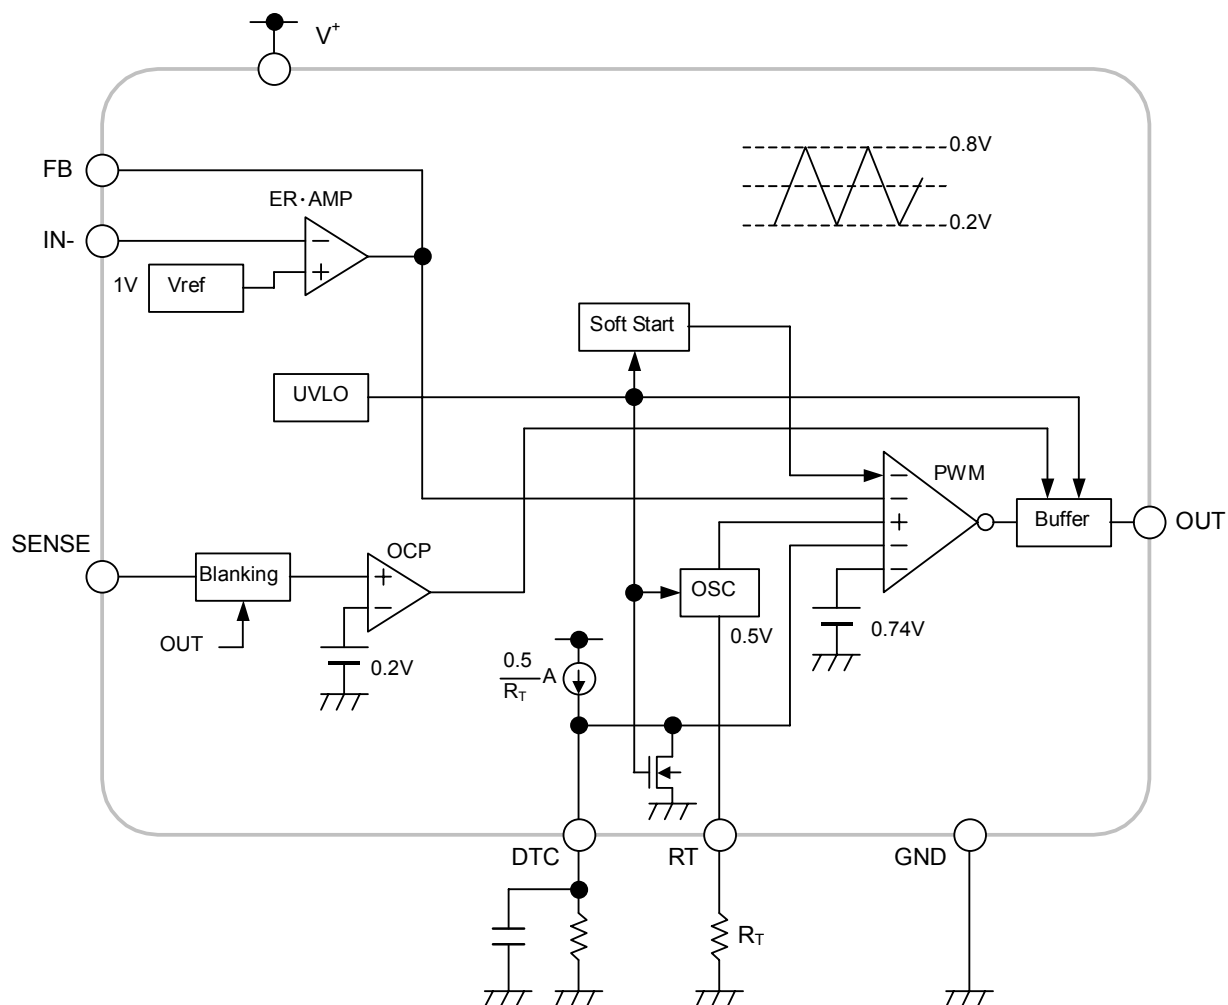 V+
0.8V
FB
ER·AMP
IN-
0.2V
1V
Vref
Soft Start
UVLO
PWM
Buffer
OUT
SENSE
OCP
Blanking
OSC
OUT
0.5V
0.74V
0.2V
0.5
RT
A
DTC
RT
GND
RT